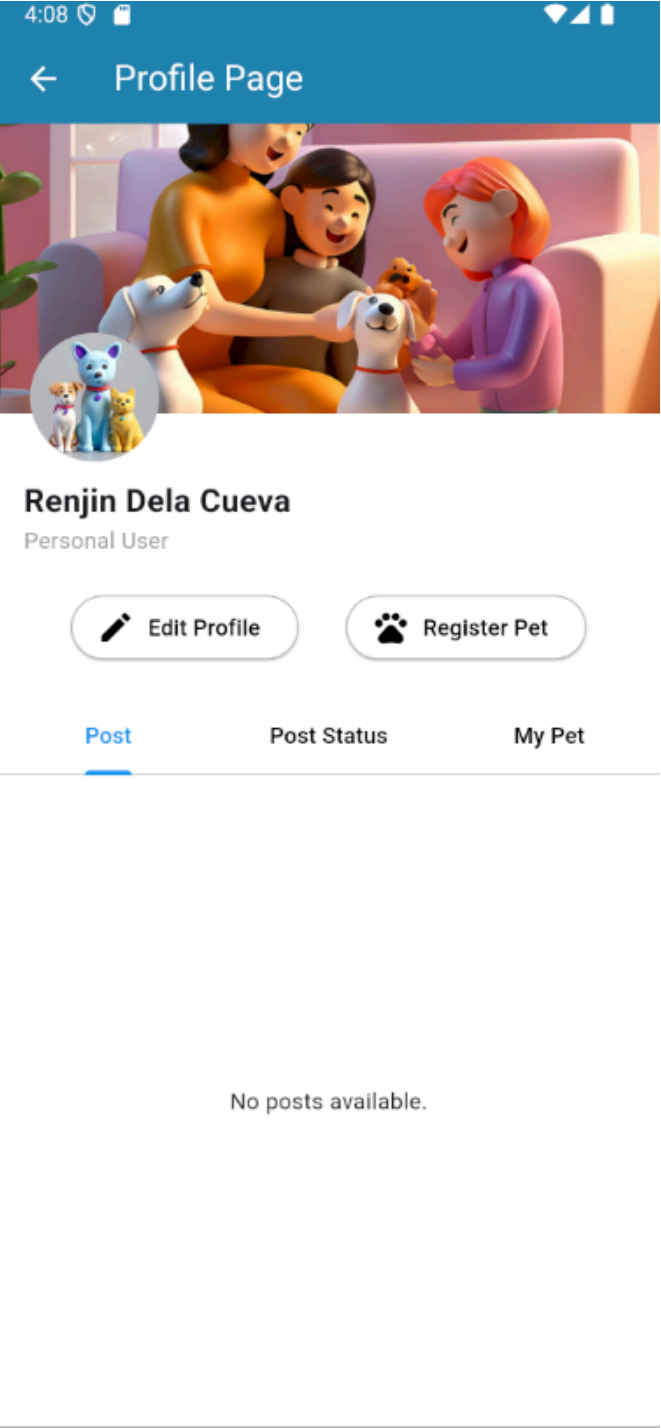 4:08
Profile Page
Renjin Dela Cueva
Personal User
Edit Profile Register Pet
Post Post Status My Pet
No posts available.